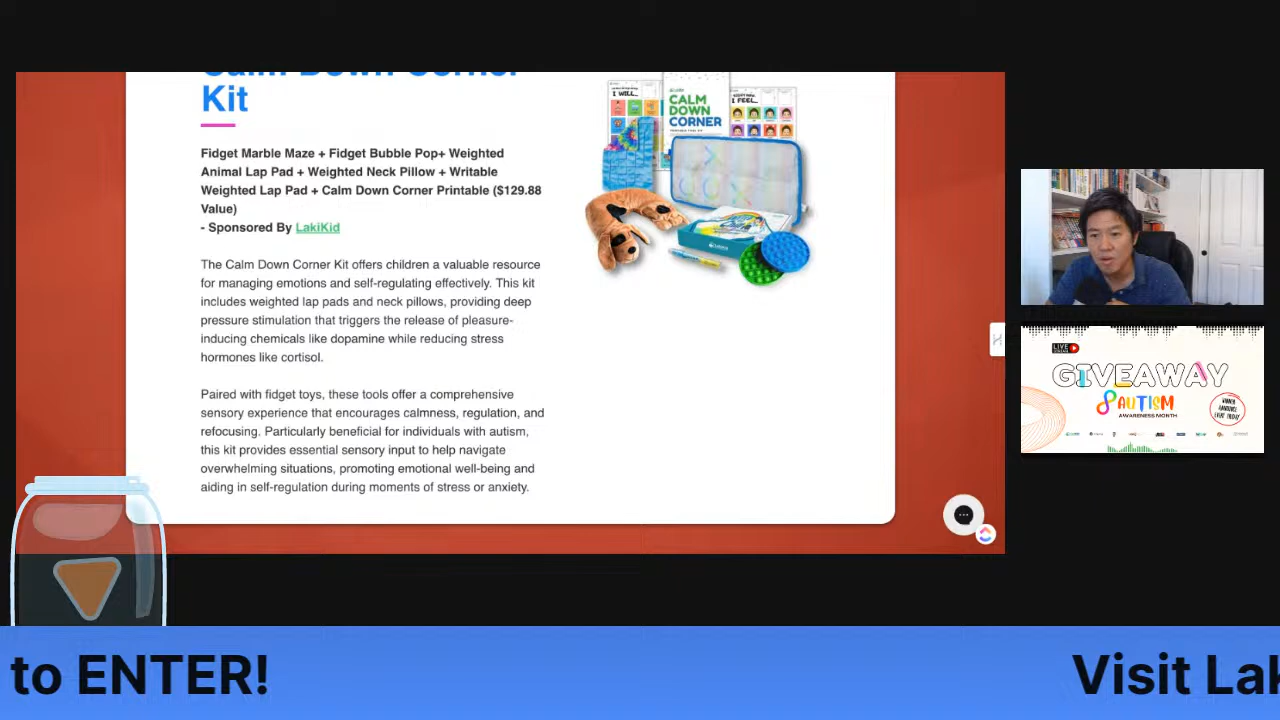 Calm Down Corner
Kit
Fidget Marble Maze + Fidget Bubble Pop+ Weighted
Animal Lap Pad + Weighted Neck Pillow + Writable
Weighted Lap Pad + Calm Down Corner Printable ($129.88
Value)
- Sponsored By LakiKid
The Calm Down Corner Kit offers children a valuable resource
for managing emotions and self-regulating effectively. This kit
includes weighted lap pads and neck pillows, providing deep
pressure stimulation that triggers the release of pleasure-
inducing chemicals like dopamine while reducing stress
hormones like cortisol.
Paired with fidget toys, these tools offer a comprehensive
sensory experience that encourages calmness, regulation, and
refocusing. Particularly beneficial for individuals with autism,
this kit provides essential sensory input to help navigate
overwhelming situations, promoting emotional well-being and
aiding in self-regulation during moments of stress or anxiety.
I WILL...
CALM
DOWN
CORNER
I FEEL...
LIVE
GIVEAWAY
AUTISM
AWARENESS MONTH
WINNER
ANNOUNCE
EVERY FRIDAY
to ENTER!
Visit Lak